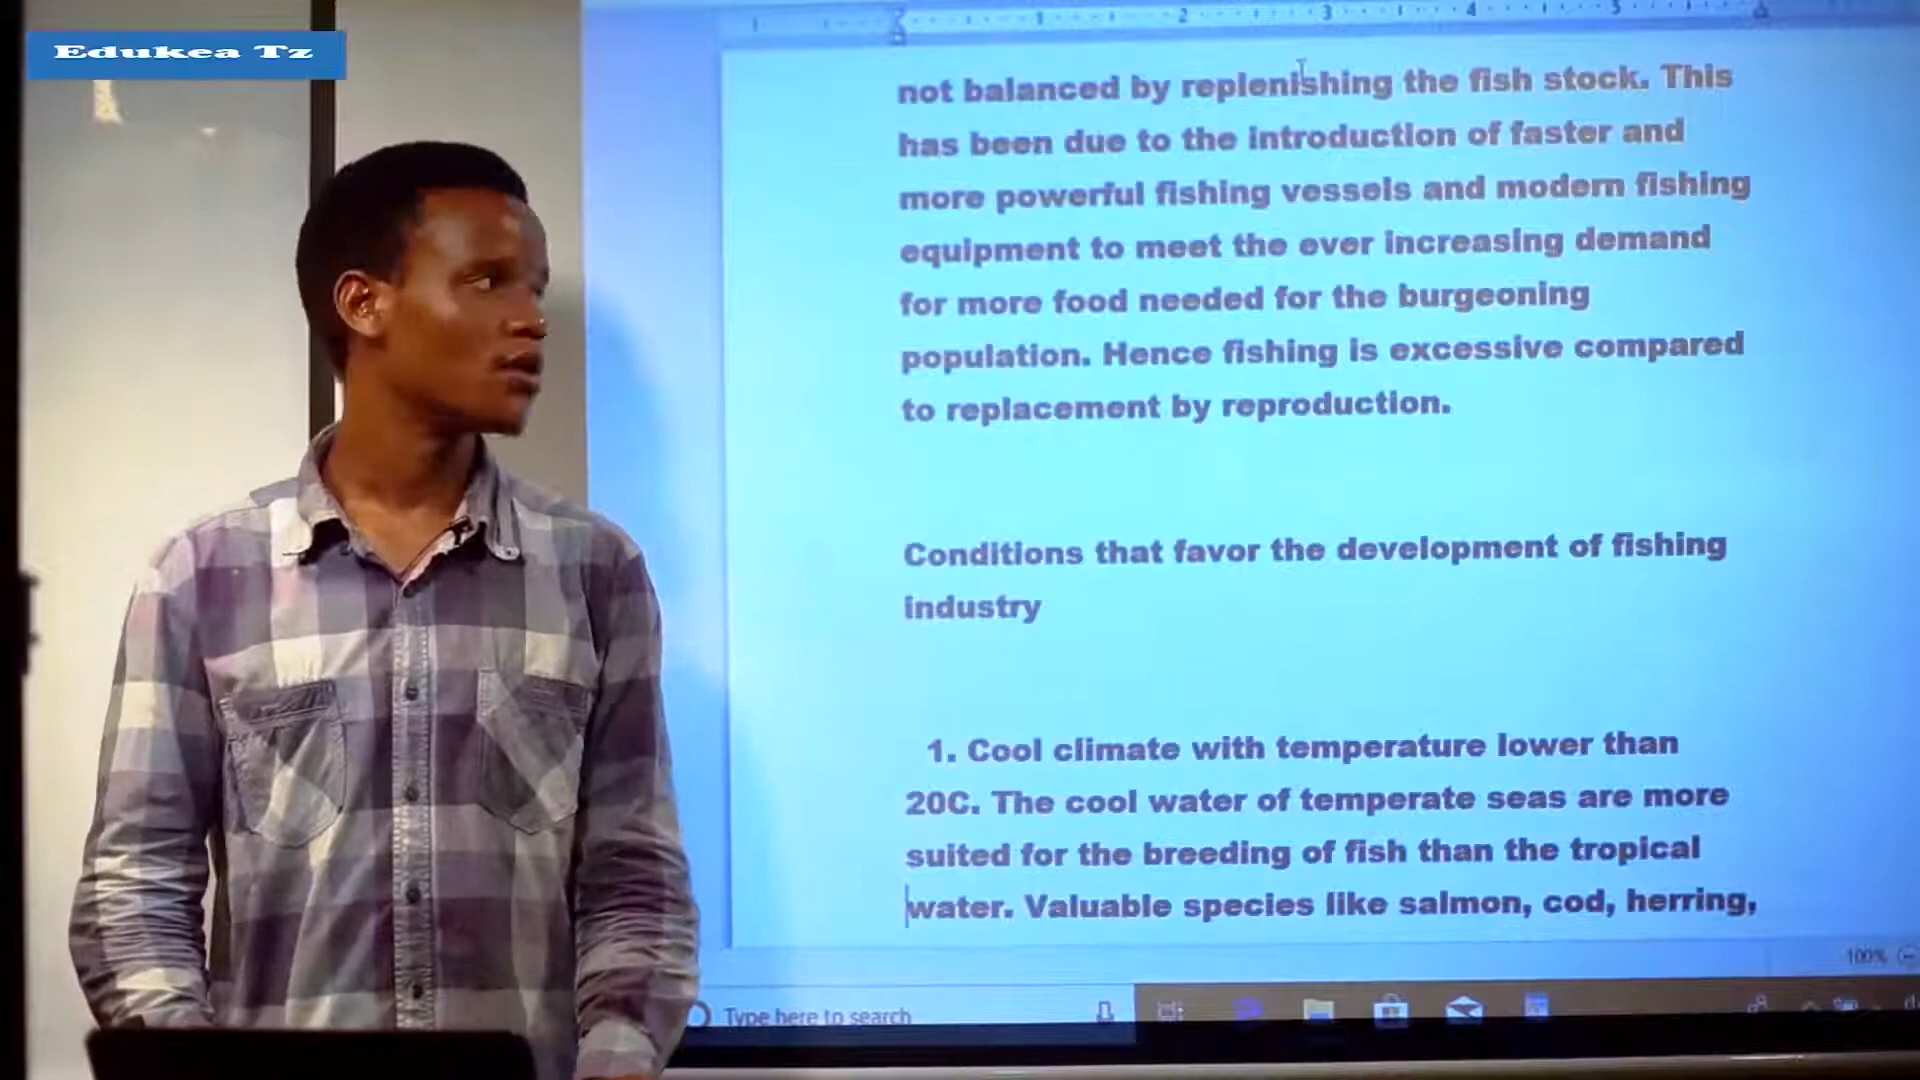 Edukea Tz
1 2 3 4 5
not balanced by replenishing the fish stock. This
has been due to the introduction of faster and
more powerful fishing vessels and modern fishing
equipment to meet the ever increasing demand
for more food needed for the burgeoning
population. Hence fishing is excessive compared
to replacement by reproduction.
Conditions that favor the development of fishing
industry
1. Cool climate with temperature lower than
20C. The cool water of temperate seas are more
suited for the breeding of fish than the tropical
water. Valuable species like salmon, cod, herring,
100%
Type here to search